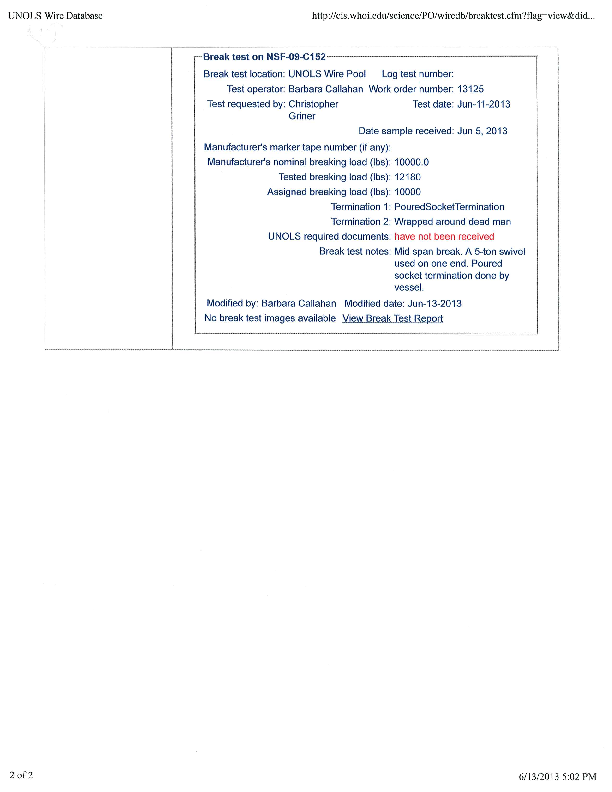 UNOLS Wire Database http://cis.whoi.edu/science/PO/wiredb/breaktest.cfm?flag=view&did...
Break test on NSF-09-C152
Break test location: UNOLS Wire Pool Log test number:
Test operator: Barbara Callahan Work order number: 13125
Test requested by: Christopher Test date: Jun-11-2013
Griner
Date sample received: Jun 5, 2013
Manufacturer's marker tape number (if any):
Manufacturer's nominal breaking load (lbs): 10000.0
Tested breaking load (lbs): 12180
Assigned breaking load (lbs): 10000
Termination 1: PouredSocketTermination
Termination 2: Wrapped around dead man
UNOLS required documents: have not been received
Break test notes: Mid span break. A 5-ton swivel
used on one end. Poured
socket termination done by
vessel.
Modified by: Barbara Callahan Modified date: Jun-13-2013
No break test images available View Break Test Report
2 of 2 6/13/2013 5:02 PM